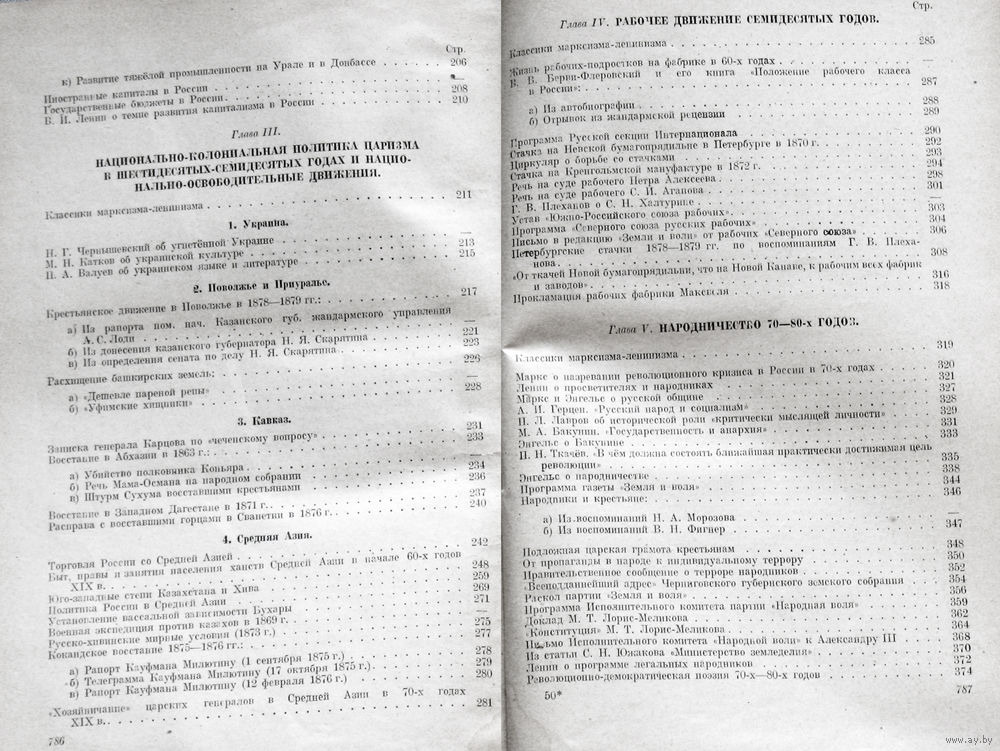 Стр.
к) Развитие тяжёлой промышленности на Урале и в Донбассе 206
Иностранные капиталы в России —
Государственные бюджеты в России 208
В. И. Ленин о темпе развития капитализма в России 210
Глава III.
НАЦИОНАЛЬНО-КОЛОНИАЛЬНАЯ ПОЛИТИКА ЦАРИЗМА
В ШЕСТИДЕСЯТЫХ-СЕМИДЕСЯТЫХ ГОДАХ И НАЦИО-
НАЛЬНО-ОСВОБОДИТЕЛЬНЫЕ ДВИЖЕНИЯ.
Классики марксизма-ленинизма 211
1. Украина.
Н. Г. Чернышевский об угнетённой Украине —
М. Н. Катков об украинской культуре 213
П. А. Валуев об украинском языке и литературе 215
2. Поволжье и Приуралье.
Крестьянское движение в Поволжье в 1878—1879 гг.: 217
а) Из рапорта пом. нач. Казанского губ. жандармского управления
А. С. Лоди —
б) Из донесения казанского губернатора Н. Я. Скарятина 221
в) Из определения сената по делу Н. Я. Скарятина 223
Расхищение башкирских земель: 226
а) «Дешевле пареной репы» —
б) «Уфимские хищники» 228
3. Кавказ.
Записка генерала Карцова по «чеченскому вопросу» 231
Восстание в Абхазии в 1863 г.: 233
а) Убийство полковника Коньяра —
б) Речь Мама-Османа на народном собрании 234
в) Штурм Сухума восставшими крестьянами 236
Восстание в Западном Дагестане в 1871 г. 237
Расправа с восставшими горцами в Сванетии в 1876 г. 240
4. Средняя Азия.
Торговля России со Средней Азией 242
Быт, правы и занятия населения ханств Средней Азии в начале 60-х годов
XIX в. 248
Юго-западные степи Казахстана и Хива 259
Политика России в Средней Азии 269
Установление вассальной зависимости Бухары 271
Военная экспедиция против казахов в 1869 г. —
Русско-хивинские мирные условия (1873 г.) 275
Кокандское восстание 1875—1876 гг.: 277
а) Рапорт Кауфмана Милютину (1 сентября 1875 г.) 278
б) Телеграмма Кауфмана Милютину (17 октября 1875 г.) 279
в) Рапорт Кауфмана Милютину (12 февраля 1876 г.) 280
«Хозяйничание» царских генералов в Средней Азии в 70-х годах
XIX в. 281
786
Стр.
Глава IV. РАБОЧЕЕ ДВИЖЕНИЕ СЕМИДЕСЯТЫХ ГОДОВ.
Классики марксизма-ленинизма 285
Жизнь рабочих-подростков на фабрике в 60-х годах —
В. В. Берви-Флеровский и его книга «Положение рабочего класса
в России»: 287
а) Из автобиографии 288
б) Отрывок из жандармской рецензии 289
Программа Русской секции Интернационала 290
Стачка на Невской бумагопрядильне в Петербурге в 1870 г. 292
Циркуляр о борьбе со стачками 293
Стачка на Кренгольмской мануфактуре в 1872 г. 294
Речь на суде рабочего Петра Алексеева 298
Речь на суде рабочего С. И. Агапова 301
Г. В. Плеханов о С. Н. Халтурине —
Устав «Южно-Российского союза рабочих» 303
Программа «Северного союза русских рабочих» 304
Письмо в редакцию «Земли и воли» от рабочих «Северного союза» 306
Петербургские стачки 1878—1879 гг. по воспоминаниям Г. В. Плеха-
нова 308
«От ткачей Новой бумагопрядильни, что на Новой Канаве, к рабочим всех фабрик
и заводов» 316
Прокламация рабочих фабрики Максвеля 318
Глава V. НАРОДНИЧЕСТВО 70—80-х ГОДОВ.
Классики марксизма-ленинизма 319
Маркс о назревании революционного кризиса в России в 70-х годах —
Ленин о просветителях и народниках 320
Маркс и Энгельс о русской общине 321
А. И. Герцен. «Русский народ и социализм» 327
П. Л. Лавров об исторической роли «критически мыслящей личности» 328
М. А. Бакунин. «Государственность и анархия» 329
Энгельс о Бакунине 331
П. Н. Ткачёв. «В чём должна состоять ближайшая практически достижимая цель 333
революции»
Энгельс о народничестве 335
Программа газеты «Земля и воля» 338
Народники и крестьяне: 344
346
а) Из воспоминаний Н. А. Морозова —
б) Из воспоминаний В. Н. Фигнер 347
Подложная царская грамота крестьянам 348
От пропаганды в народе к индивидуальному террору 350
Правительственное сообщение о терроре народников 352
«Всеподданнейший адрес» Черниговского губернского земского собрания 354
Раскол партии «Земля и воля» 356
Программа Исполнительного комитета партии «Народная воля» 359
Доклад М. Т. Лорис-Меликова 362
«Конституция» М. Т. Лорис-Меликова 364
Письмо Исполнительного комитета «Народной воли» к Александру III 368
Из статьи С. Н. Южакова «Министерство земледелия» 370
Ленин о программе легальных народников 372
Революционно-демократическая поэзия 70-х—80-х годов 374
50*
787
www.ay.by